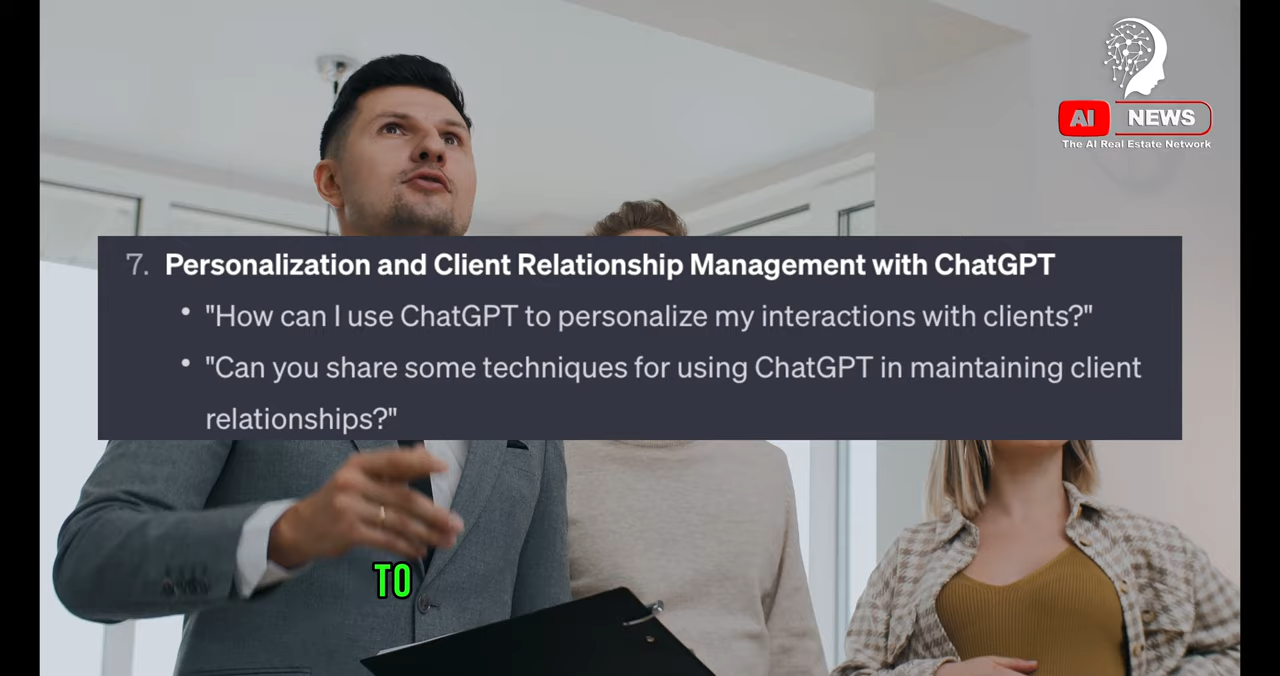 AI NEWS
The AI Real Estate Network
7. Personalization and Client Relationship Management with ChatGPT
• "How can I use ChatGPT to personalize my interactions with clients?"
• "Can you share some techniques for using ChatGPT in maintaining client
relationships?"
TO